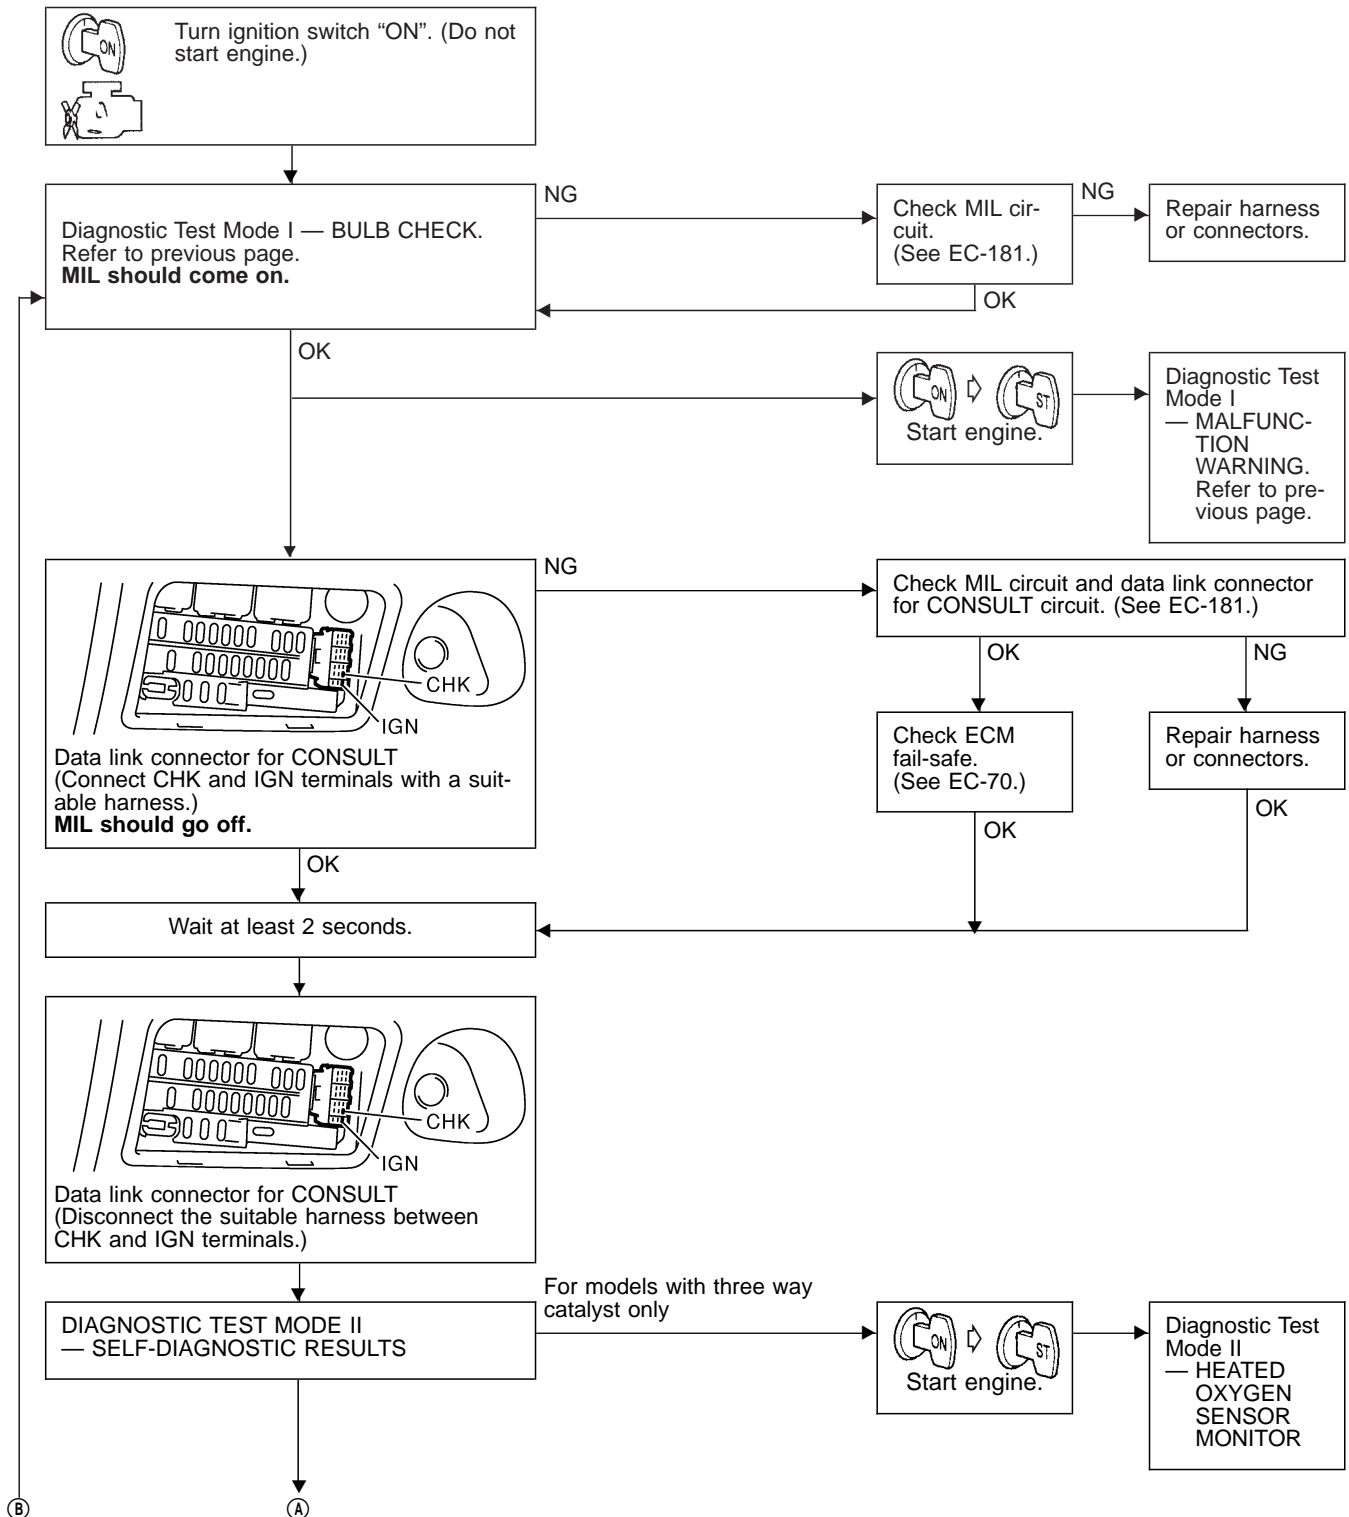 Turn ignition switch “ON”. (Do not
start engine.)
ON
Diagnostic Test Mode I — BULB CHECK.
Refer to previous page.
MIL should come on.
NG
Check MIL cir-
cuit.
(See EC-181.)
NG
Repair harness
or connectors.
OK
OK
ON
ST
Start engine.
Diagnostic Test
Mode I
— MALFUNC-
TION
WARNING.
Refer to pre-
vious page.
CHK
IGN
Data link connector for CONSULT
(Connect CHK and IGN terminals with a suit-
able harness.)
MIL should go off.
NG
Check MIL circuit and data link connector
for CONSULT circuit. (See EC-181.)
OK
NG
Check ECM
fail-safe.
(See EC-70.)
Repair harness
or connectors.
OK
OK
OK
Wait at least 2 seconds.
CHK
IGN
Data link connector for CONSULT
(Disconnect the suitable harness between
CHK and IGN terminals.)
DIAGNOSTIC TEST MODE II
— SELF-DIAGNOSTIC RESULTS
For models with three way
catalyst only
ON
ST
Start engine.
Diagnostic Test
Mode II
— HEATED
OXYGEN
SENSOR
MONITOR
B
A